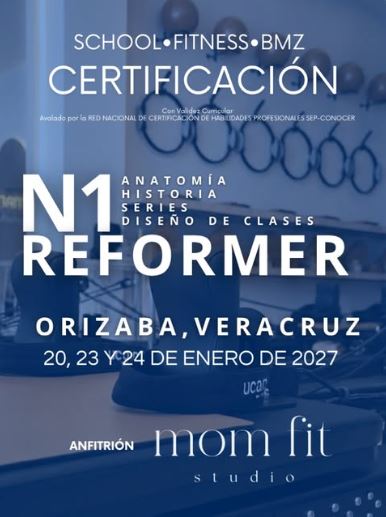 SCHOOL•FITNESS•BMZ
CERTIFICACIÓN
Con Validez Curricular
Avalado por la RED NACIONAL DE CERTIFICACIÓN DE HABILIDADES PROFESIONALES SEP-CONOCER
N1
ANATOMÍA
HISTORIA
SERIES
DISEÑO DE CLASES
REFORMER
ORIZABA,VERACRUZ
20, 23 Y 24 DE ENERO DE 2027
ANFITRIÓN
mom fit
studio